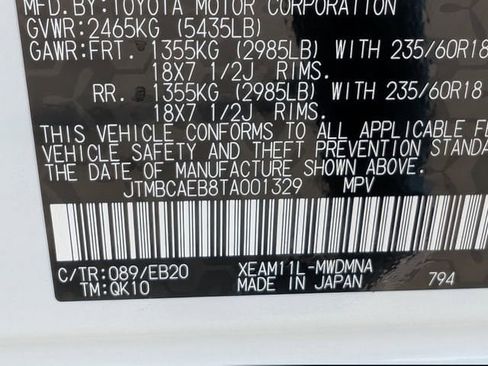 MFD.BY:TOYOTA MOTOR CORPORATION
GVWR:2465KG (5435LB)
GAWR:FRT. 1355KG (2985LB) WITH 235/60R18
18X7 1/2J RIMS.
RR. 1355KG (2985LB) WITH 235/60R18
18X7 1/2J RIMS.
THIS VEHICLE CONFORMS TO ALL APPLICABLE FE
VEHICLE SAFETY AND THEFT PREVENTION STANDAR
THE DATE OF MANUFACTURE SHOWN ABOVE.
JTMBCAEB8TA001329 MPV
C/TR:089/EB20 XEAM11L-MWDMNA 794
TM:QK10 MADE IN JAPAN